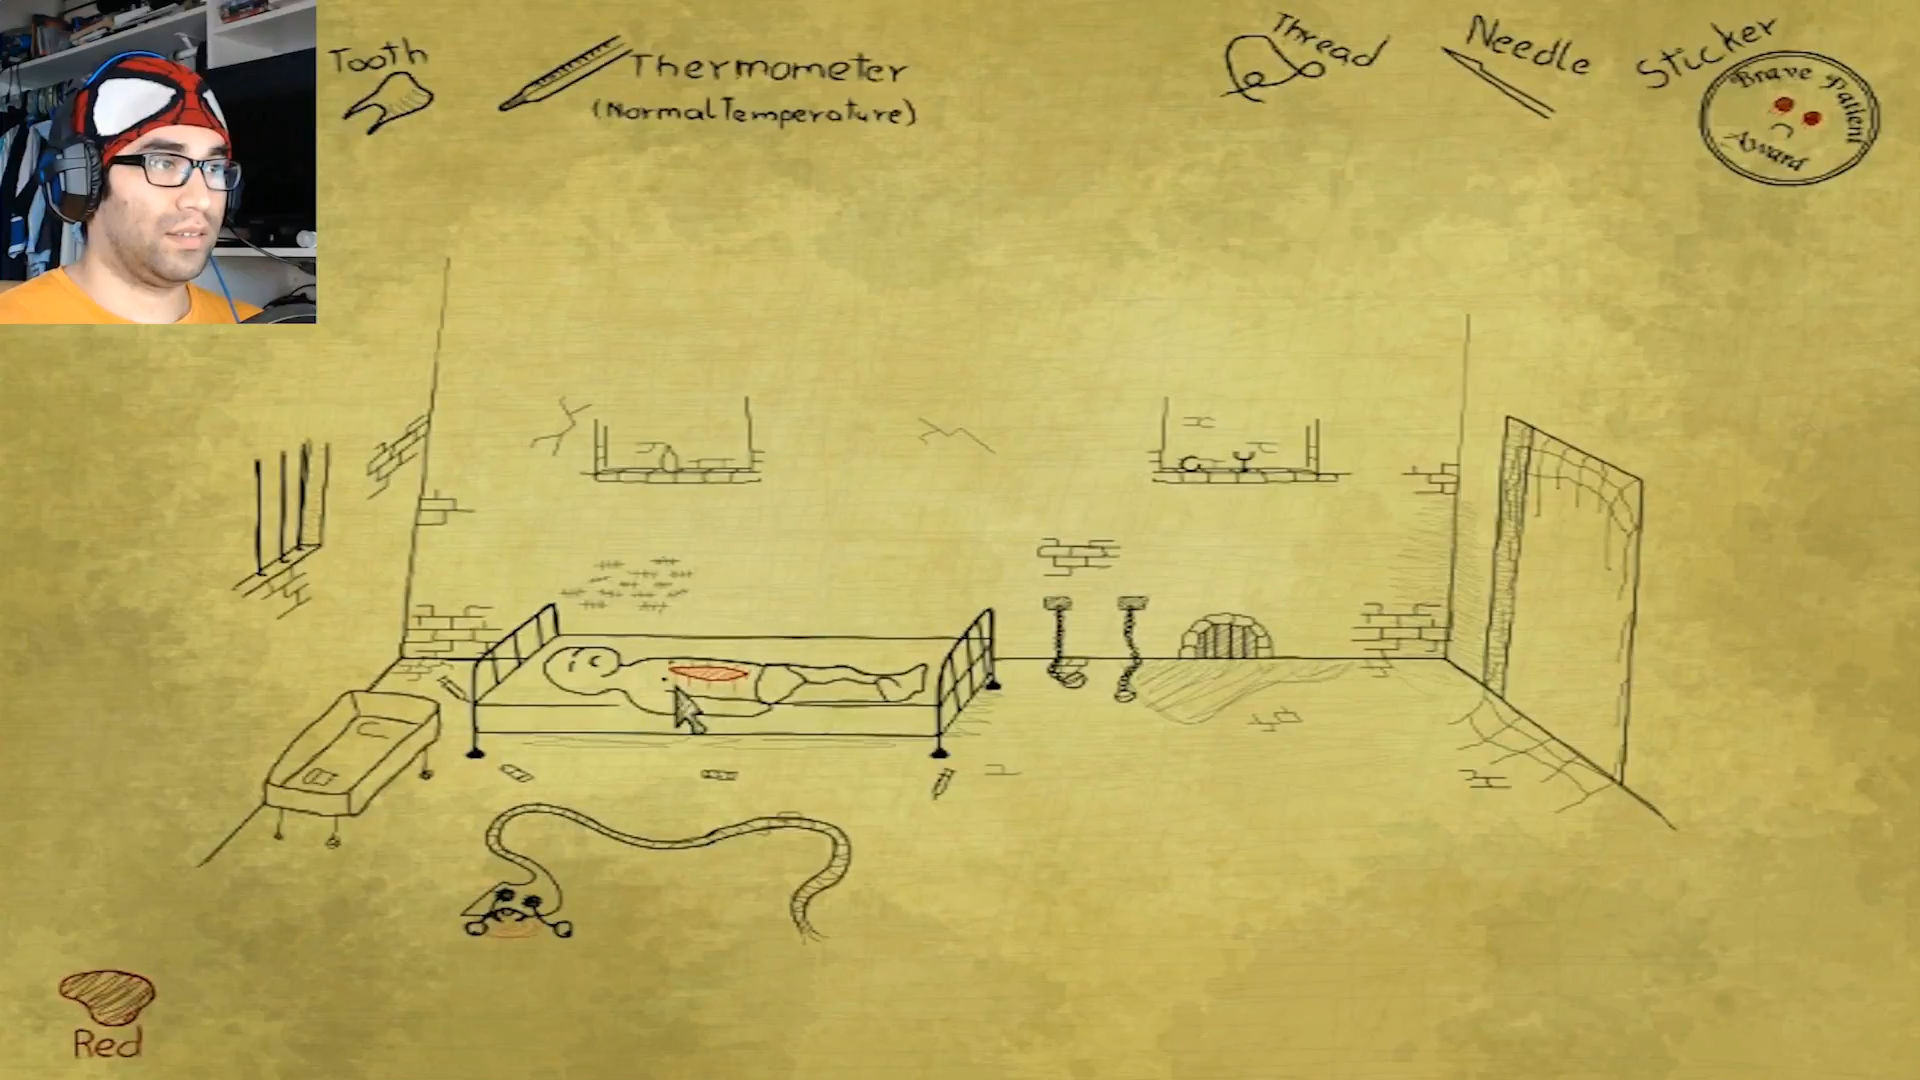 Tooth
Thermometer
(Normal Temperature)
Thread
Needle
Sticker
Brave Patient
Award
Red